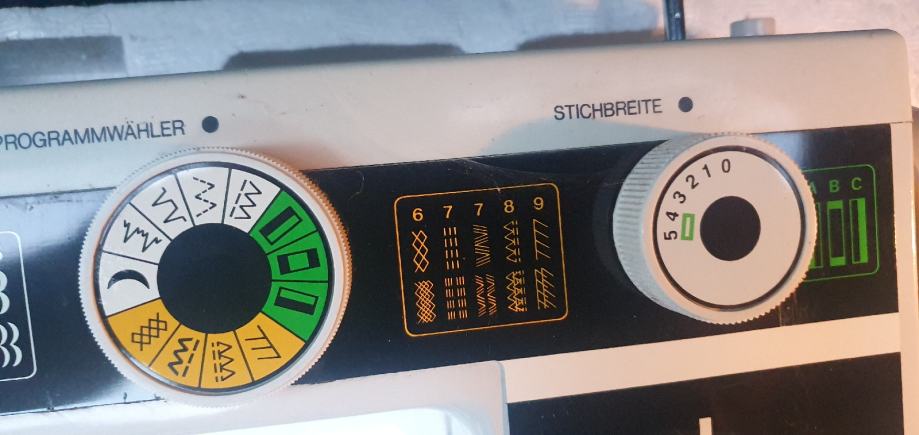 PROGRAMMWÄHLER
STICHBREITE
6 7 7 8 9
5 4 3 2 1 0
A B C